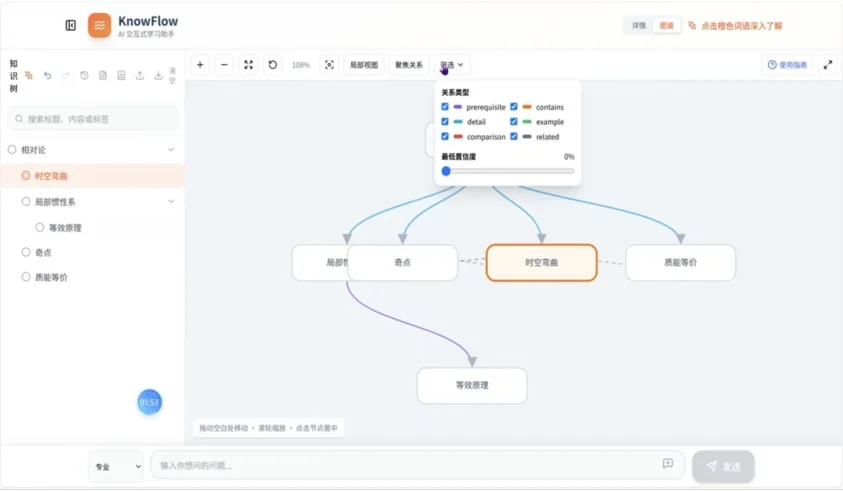 KnowFlow
AI 交互式学习助手
详情
图谱
点击橙色词语深入了解
知识树
清空
搜索标题、内容或标签
相对论
时空弯曲
局部惯性系
等效原理
奇点
质能等价
01:53
108%
局部视图
聚焦关系
筛选
使用指南
关系类型
prerequisite
contains
detail
example
comparison
related
最低置信度
0%
局部惯
奇点
时空弯曲
质能等价
等效原理
拖动空白处移动 • 滚轮缩放 • 点击节点居中
专业
输入你想问的问题...
发送